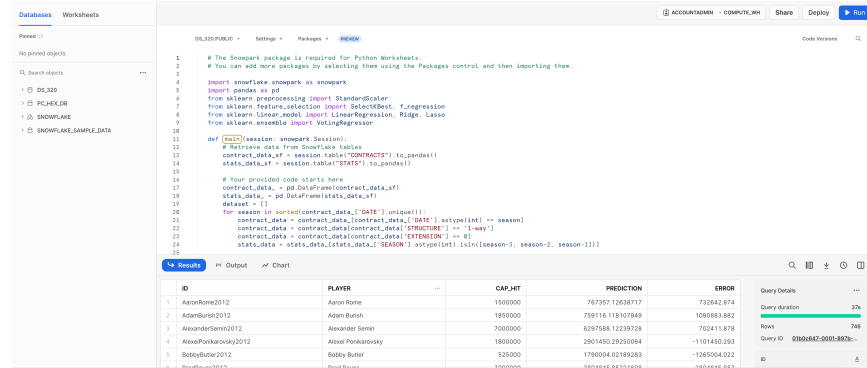 Databases Worksheets
ACCOUNTADMIN · COMPUTE_WH Share Deploy Run
Pinned (0)
No pinned objects
Search objects ...
DS_320
PC_HEX_DB
SNOWFLAKE
SNOWFLAKE_SAMPLE_DATA
DS_320.PUBLIC Settings Packages PREVIEW Code Versions
1 # The Snowpark package is required for Python Worksheets.
2 # You can add more packages by selecting them using the Packages control and then importing them.
3
4 import snowflake.snowpark as snowpark
5 import pandas as pd
6 from sklearn.preprocessing import StandardScaler
7 from sklearn.feature_selection import SelectKBest, f_regression
8 from sklearn.linear_model import LinearRegression, Ridge, Lasso
9 from sklearn.ensemble import VotingRegressor
10
11 def main(session: snowpark.Session):
12 # Retrieve data from Snowflake tables
13 contract_data_sf = session.table("CONTRACTS").to_pandas()
14 stats_data_sf = session.table("STATS").to_pandas()
15
16 # Your provided code starts here
17 contract_data_ = pd.DataFrame(contract_data_sf)
18 stats_data_ = pd.DataFrame(stats_data_sf)
19 dataset = []
20 for season in sorted(contract_data_['DATE'].unique()):
21 contract_data = contract_data_[contract_data_['DATE'].astype(int) == season]
22 contract_data = contract_data[contract_data['STRUCTURE'] == '1-way']
23 contract_data = contract_data[contract_data['EXTENSION'] == 0]
24 stats_data = stats_data_[stats_data_['SEASON'].astype(int).isin([season-3, season-2, season-1])]
25
Results Output Chart
ID PLAYER ... CAP_HIT PREDICTION ERROR
1 AaronRome2012 Aaron Rome 1500000 767357.12638717 732642.874
2 AdamBurish2012 Adam Burish 1850000 759116.118107949 1090883.882
3 AlexanderSemin2012 Alexander Semin 7000000 6297588.12239728 702411.878
4 AlexeiPonikarovsky2012 Alexei Ponikarovsky 1800000 2901450.29250064 -1101450.293
5 BobbyButler2012 Bobby Butler 525000 1790004.02189283 -1265004.022
Query Details ...
Query duration 37s
Rows 746
Query ID 01b0c647-0001-897b-...
ID